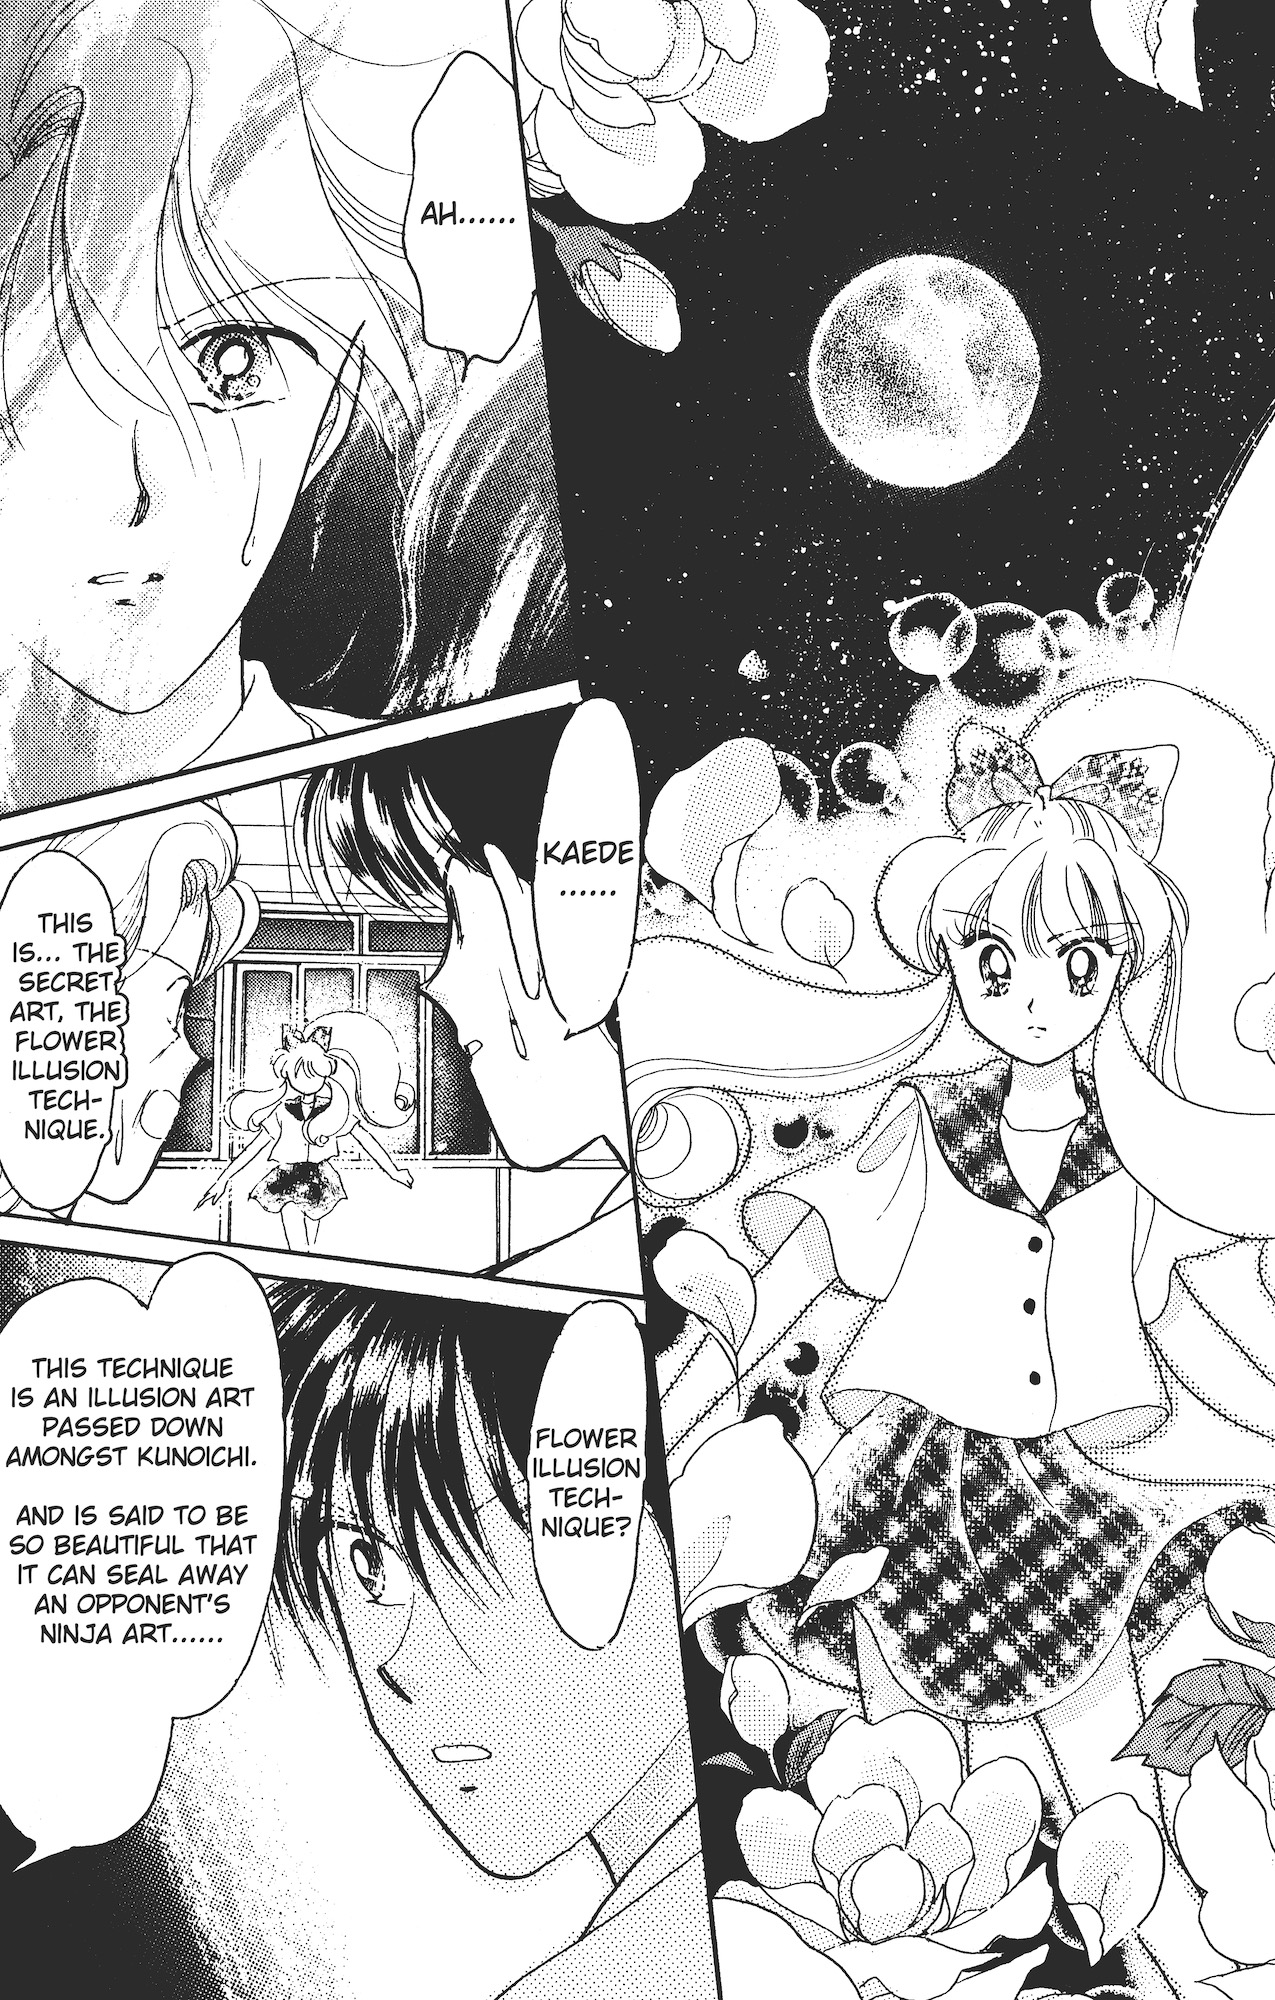 AH......
KAEDE
......
THIS
IS... THE
SECRET
ART, THE
FLOWER
ILLUSION
TECH-
NIQUE.
FLOWER
ILLUSION
TECH-
NIQUE?
THIS TECHNIQUE
IS AN ILLUSION ART
PASSED DOWN
AMONGST KUNOICHI.
AND IS SAID TO BE
SO BEAUTIFUL THAT
IT CAN SEAL AWAY
AN OPPONENT'S
NINJA ART......